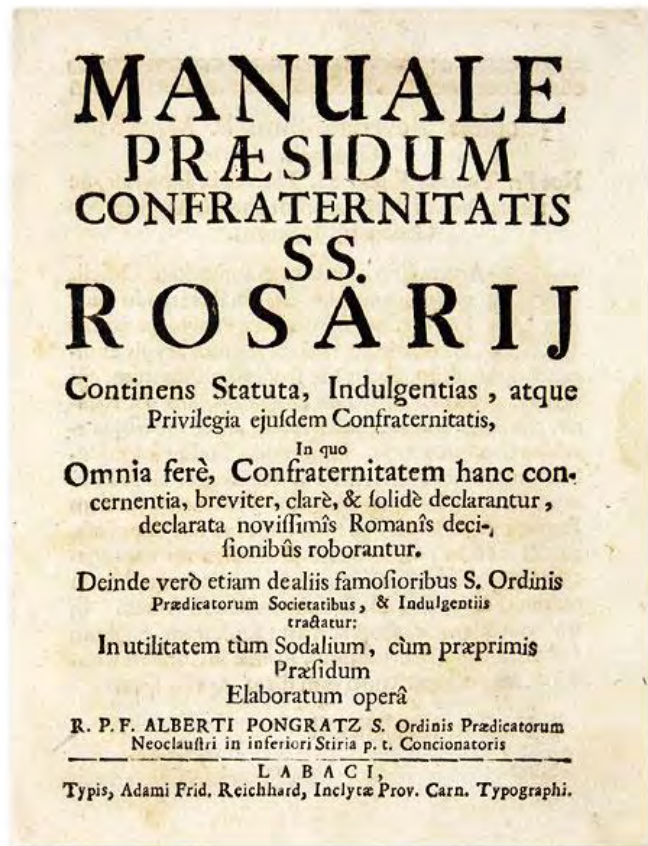 MANUALE
PRÆSIDUM
CONFRATERNITATIS
SS.
ROSARIJ
Continens Statuta, Indulgentias , atque
Privilegia ejuſdem Confraternitatis,
In quo
Omnia ferè, Confraternitatem hanc con-
cernentia, breviter, clarè, & ſolidè declarantur ,
declarata noviſſimîs Romanîs deci-
ſionibûs roborantur.
Deinde verò etiam de aliis famoſioribus S. Ordinis
Prædicatorum Societatibus, & Indulgentiis
tractatur:
In utilitatem tùm Sodalium, cùm præprimis
Præſidum
Elaboratum operâ
R. P. F. ALBERTI PONGRATZ S. Ordinis Prædicatorum
Neoclauſtri in inferiori Stiria p. t. Concionatoris
LABACI,
Typis, Adami Frid. Reichhard, Inclytæ Prov. Carn. Typographi.